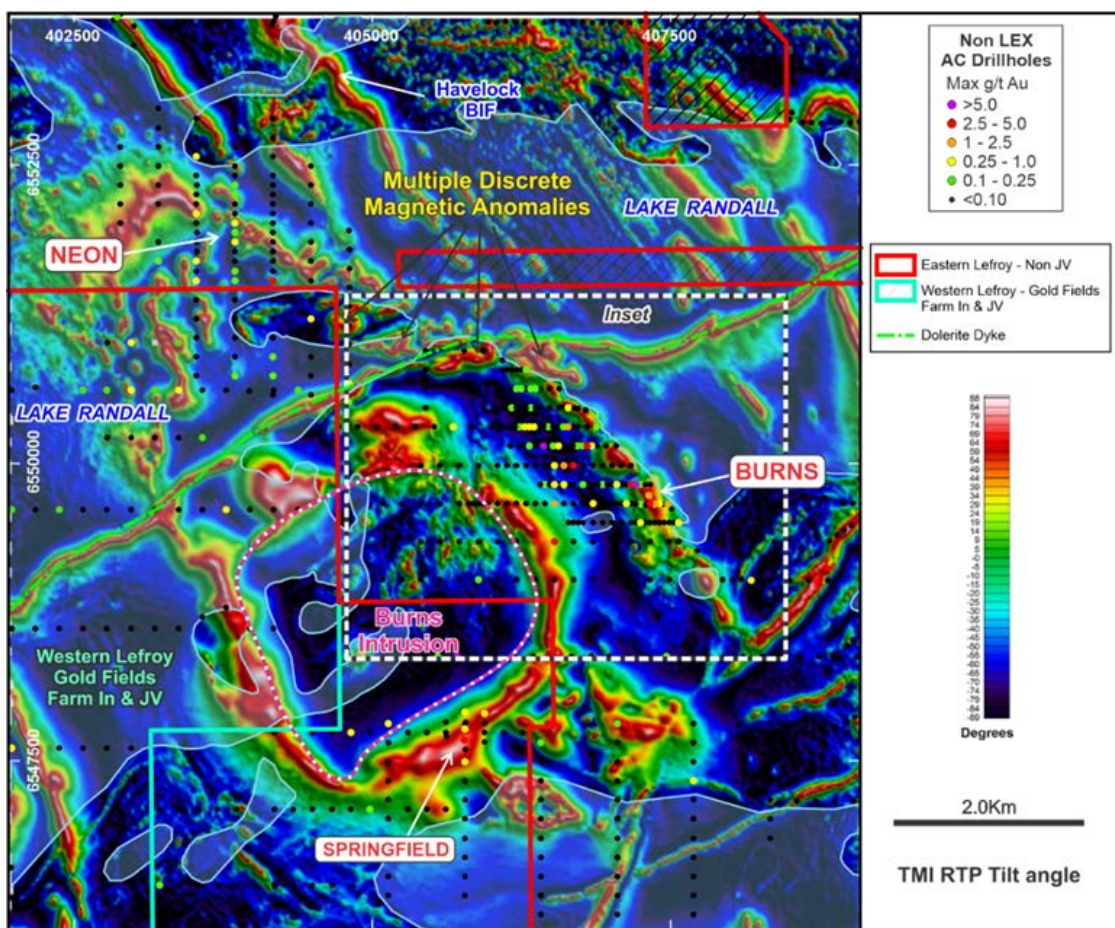 402500
405000
407500
Havelock
BIF
6552500
Multiple Discrete
Magnetic Anomalies
LAKE RANDALL
NEON
Inset
LAKE RANDALL
6550000
BURNS
Burns
Intrusion
Western Lefroy
Gold Fields
Farm In & JV
6547500
SPRINGFIELD
Non LEX
AC Drillholes
Max g/t Au
>5.0
2.5 - 5.0
1 - 2.5
0.25 - 1.0
0.1 - 0.25
<0.10
Eastern Lefroy - Non JV
Western Lefroy - Gold Fields
Farm In & JV
Dolerite Dyke
Degrees
2.0Km
TMI RTP Tilt angle